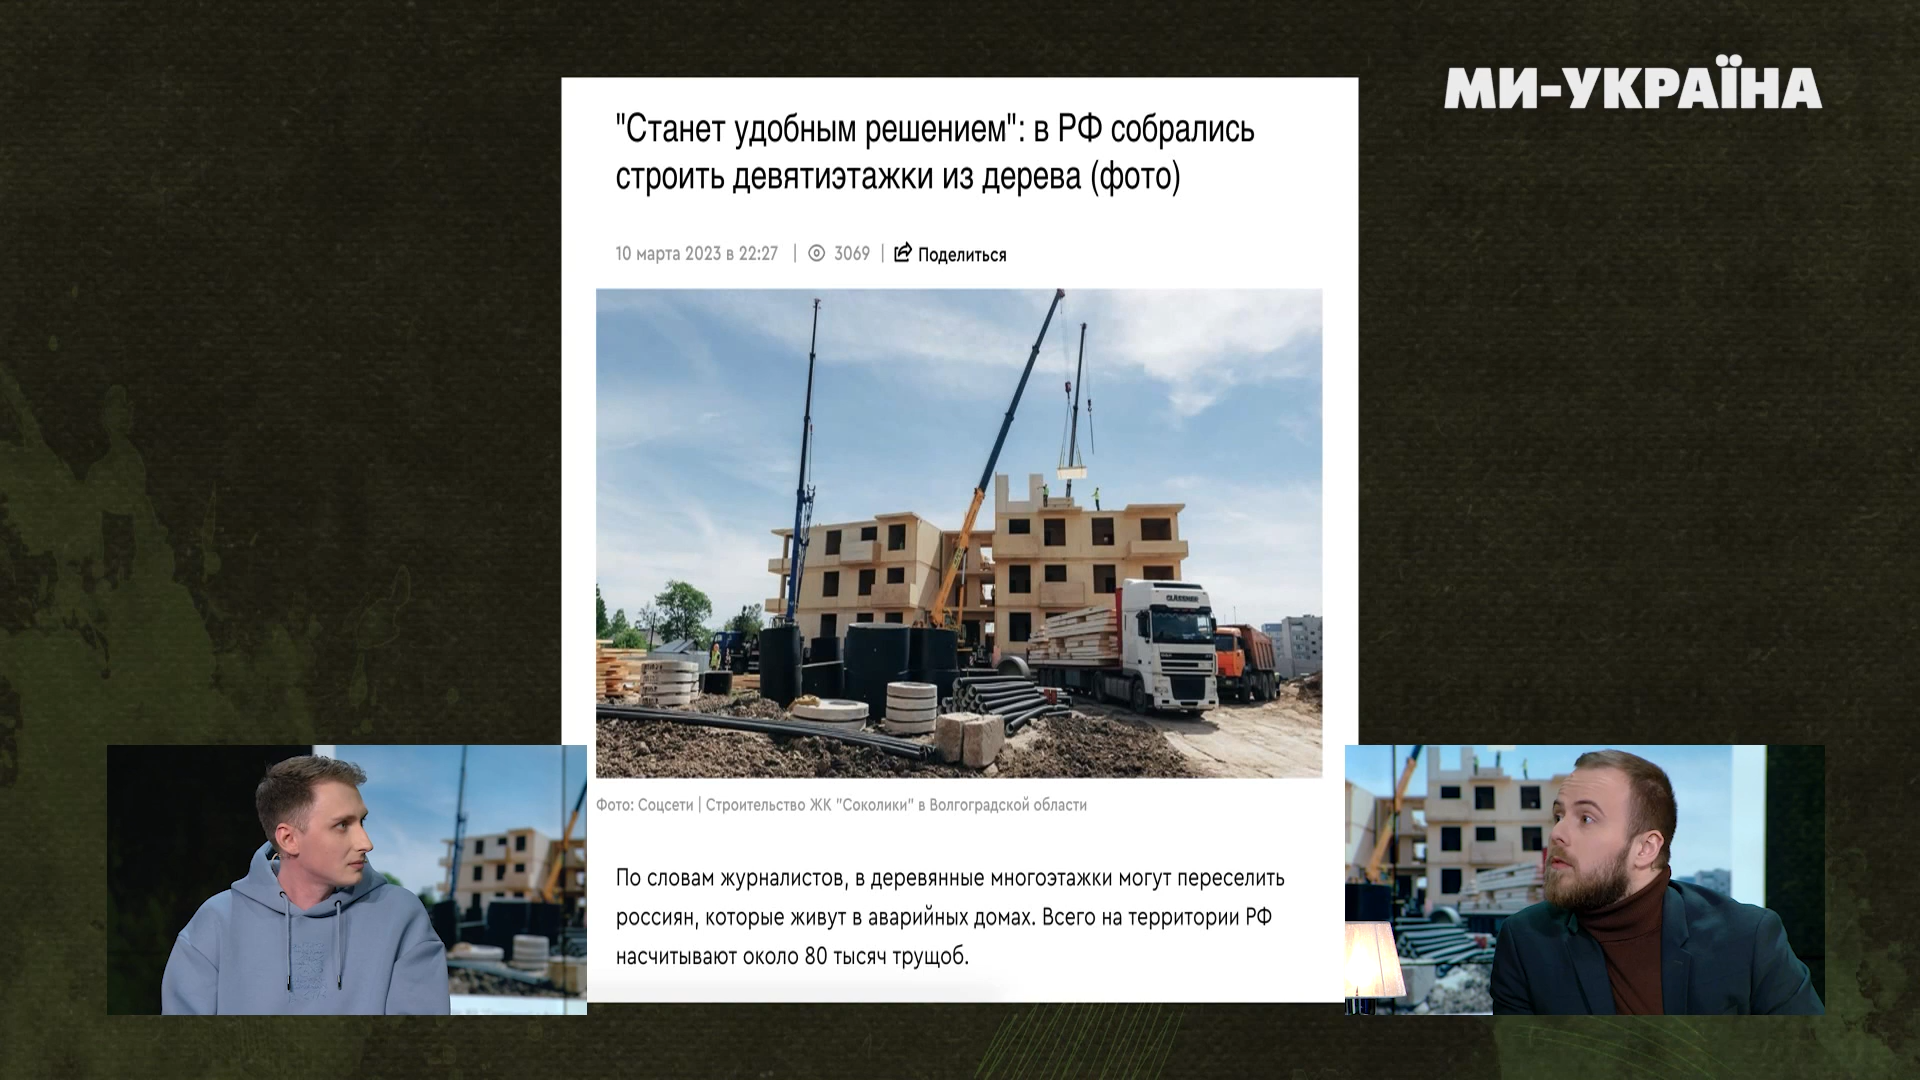 МИ-УКРАЇНА
"Станет удобным решением": в РФ собрались
строить девятиэтажки из дерева (фото)
10 марта 2023 в 22:27 | 3069 | Поделиться
Фото: Соцсети | Строительство ЖК "Соколики" в Волгоградской области
По словам журналистов, в деревянные многоэтажки могут переселить
россиян, которые живут в аварийных домах. Всего на территории РФ
насчитывают около 80 тысяч трущоб.